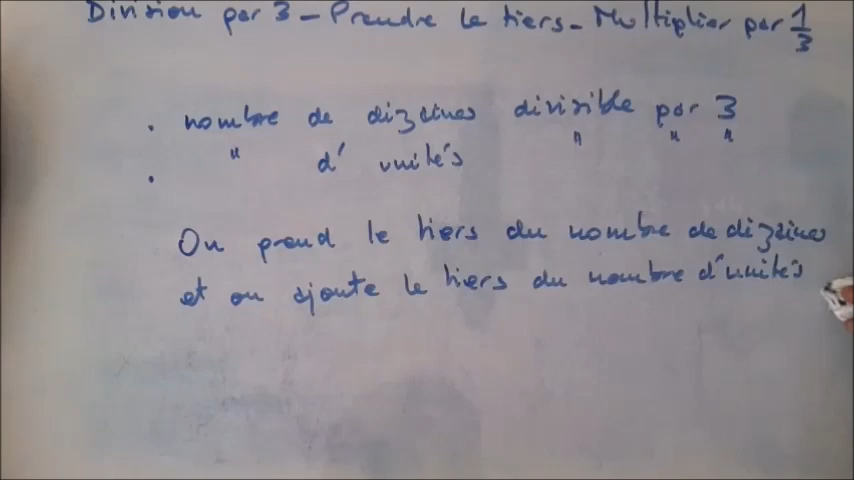 Division par 3 - Prendre le tiers - Multiplier par 1/3
. nombre de dizaines divisible par 3
. " d'unités " " "
On prend le tiers du nombre de dizaines
et on ajoute le tiers du nombre d'unités